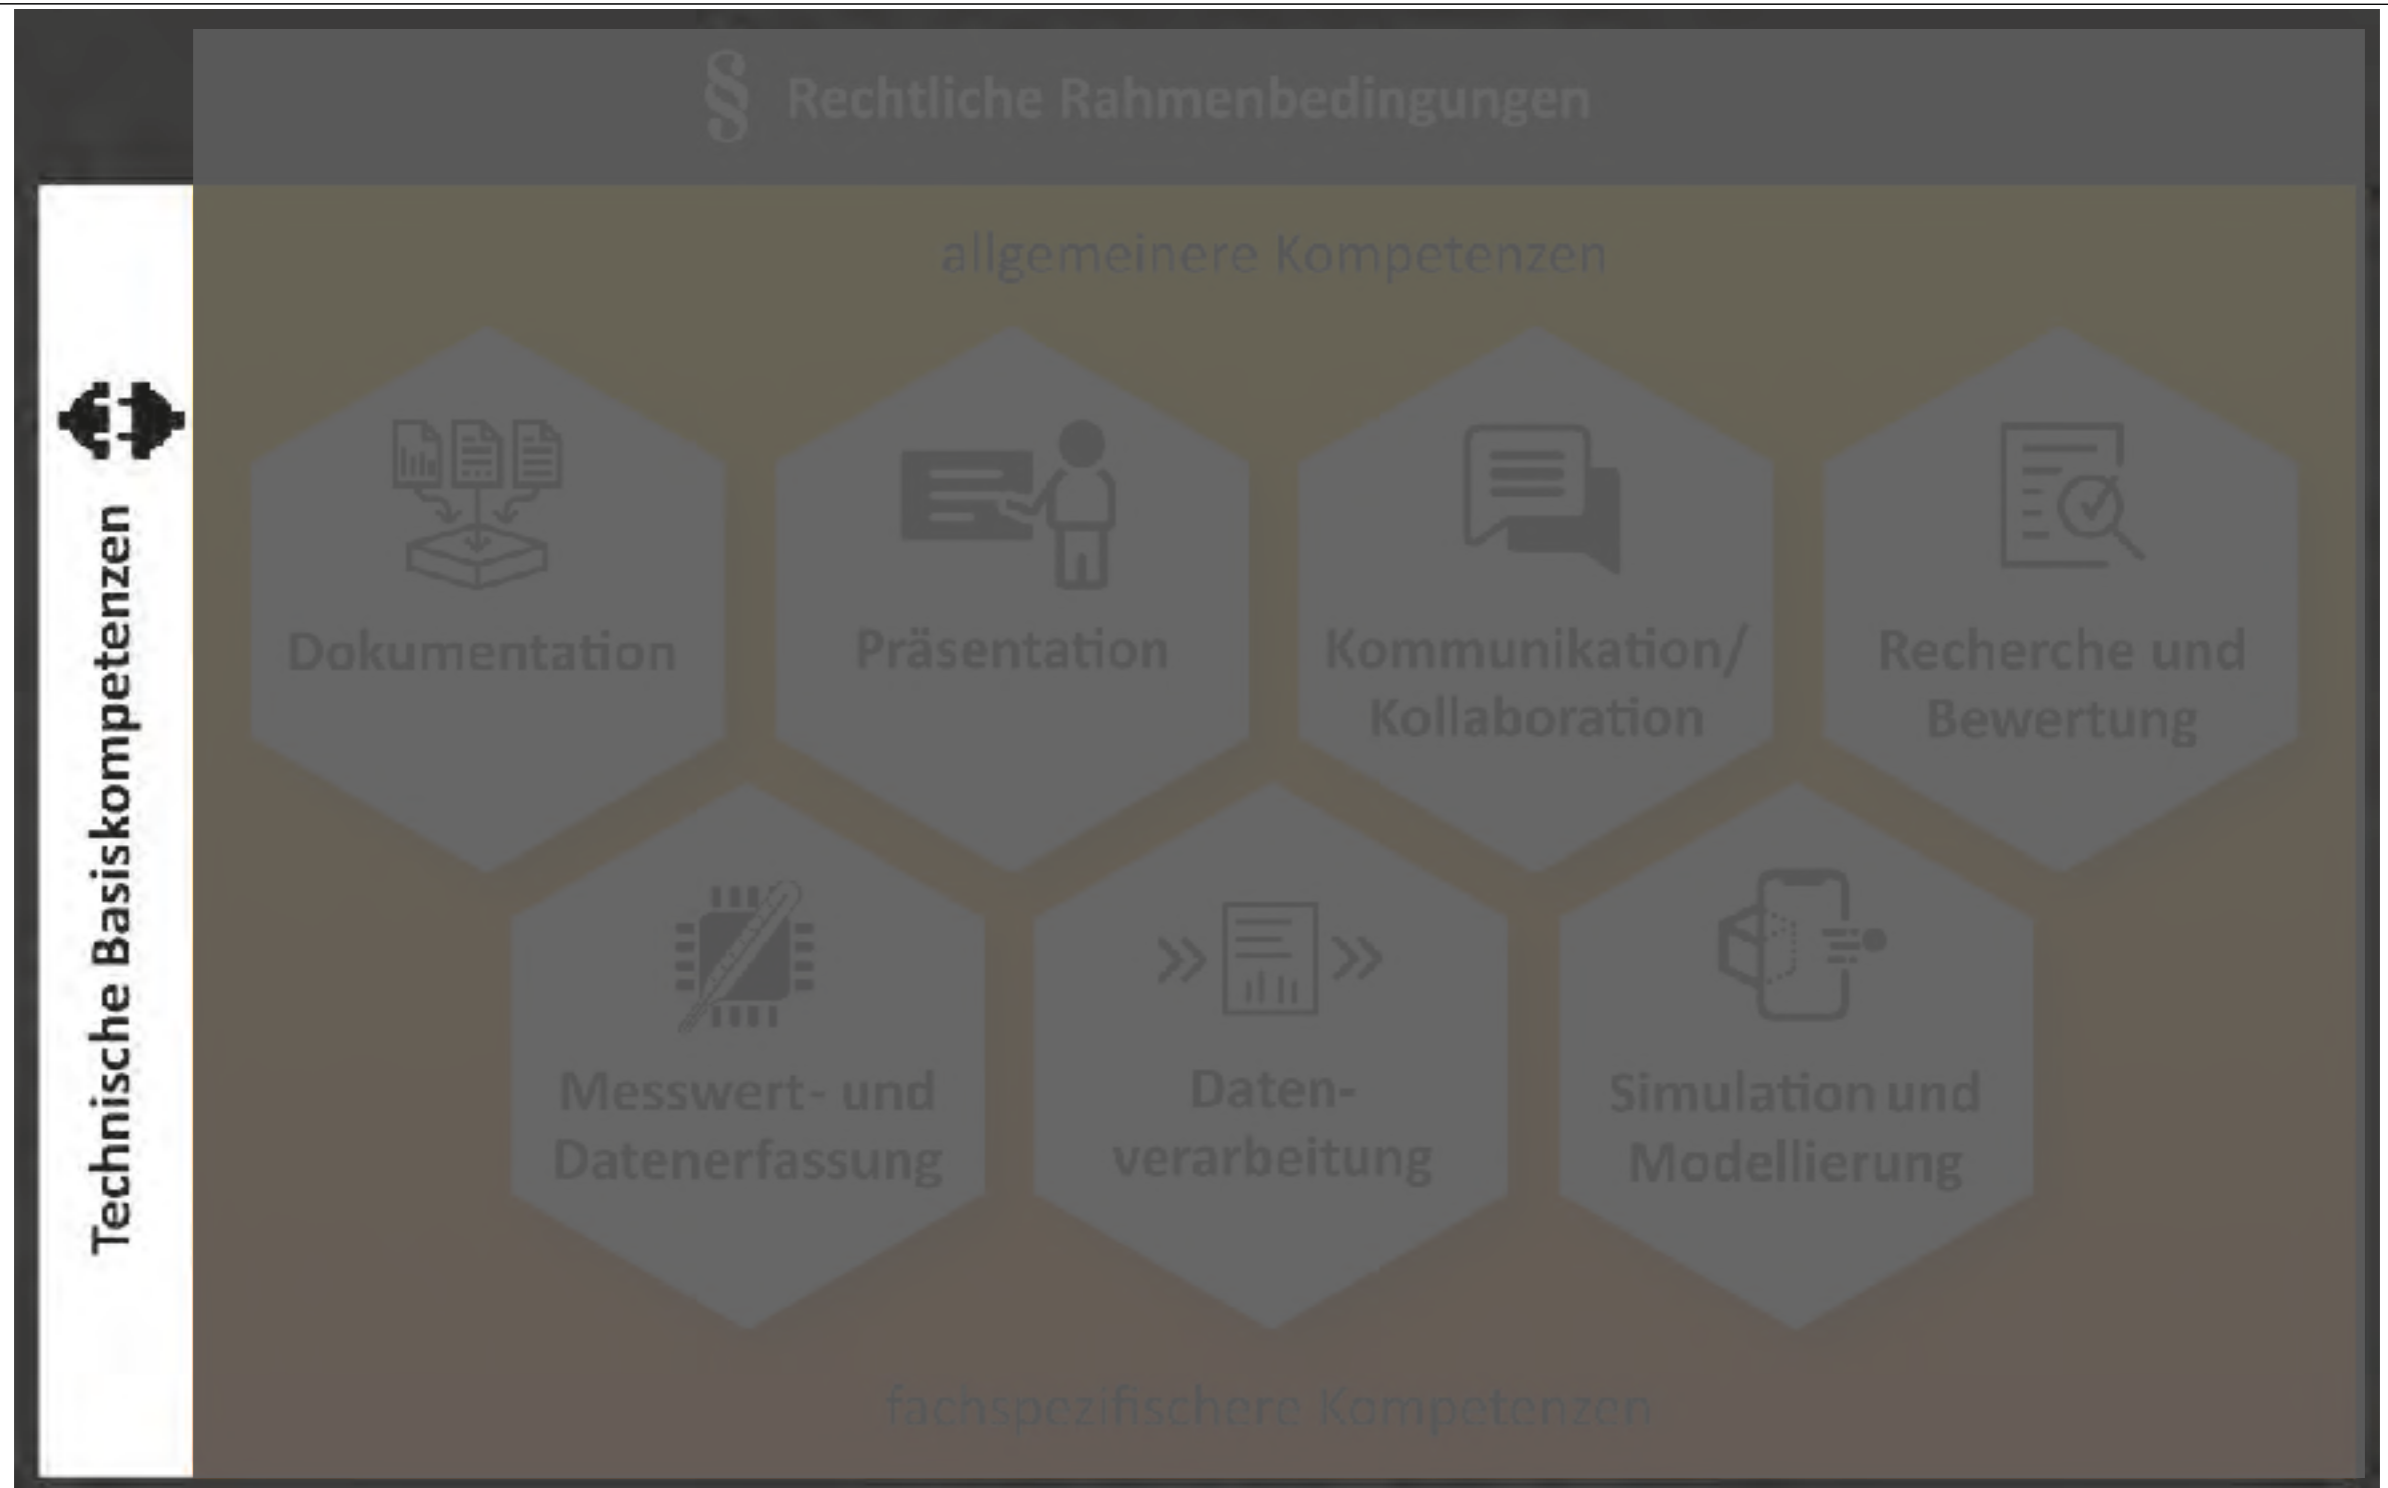 § Rechtliche Rahmenbedingungen
Technische Basiskompetenzen
allgemeinere Kompetenzen
Dokumentation
Präsentation
Kommunikation/
Kollaboration
Recherche und
Bewertung
Messwert- und
Datenerfassung
Daten-
verarbeitung
Simulation und
Modellierung
fachspezifischere Kompetenzen